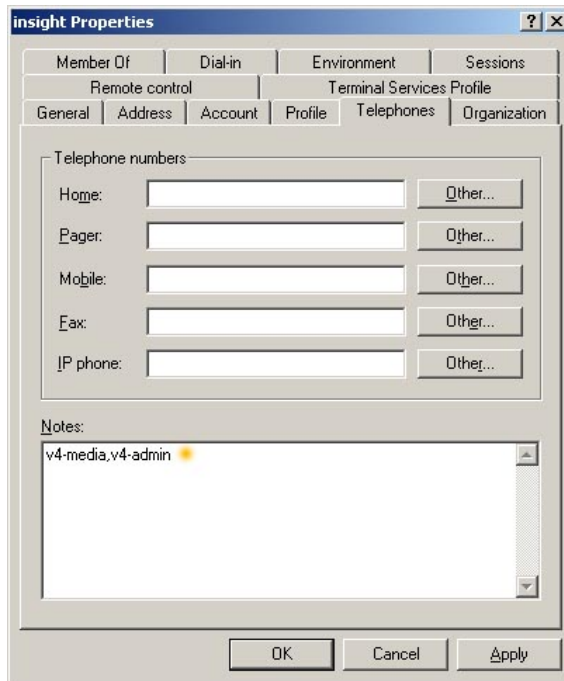 insight Properties
Member Of Dial-in Environment Sessions
Remote control Terminal Services Profile
General Address Account Profile Telephones Organization
Telephone numbers
Home: Other...
Pager: Other...
Mobile: Other...
Fax: Other...
IP phone: Other...
Notes:
v4-media,v4-admin
OK Cancel Apply